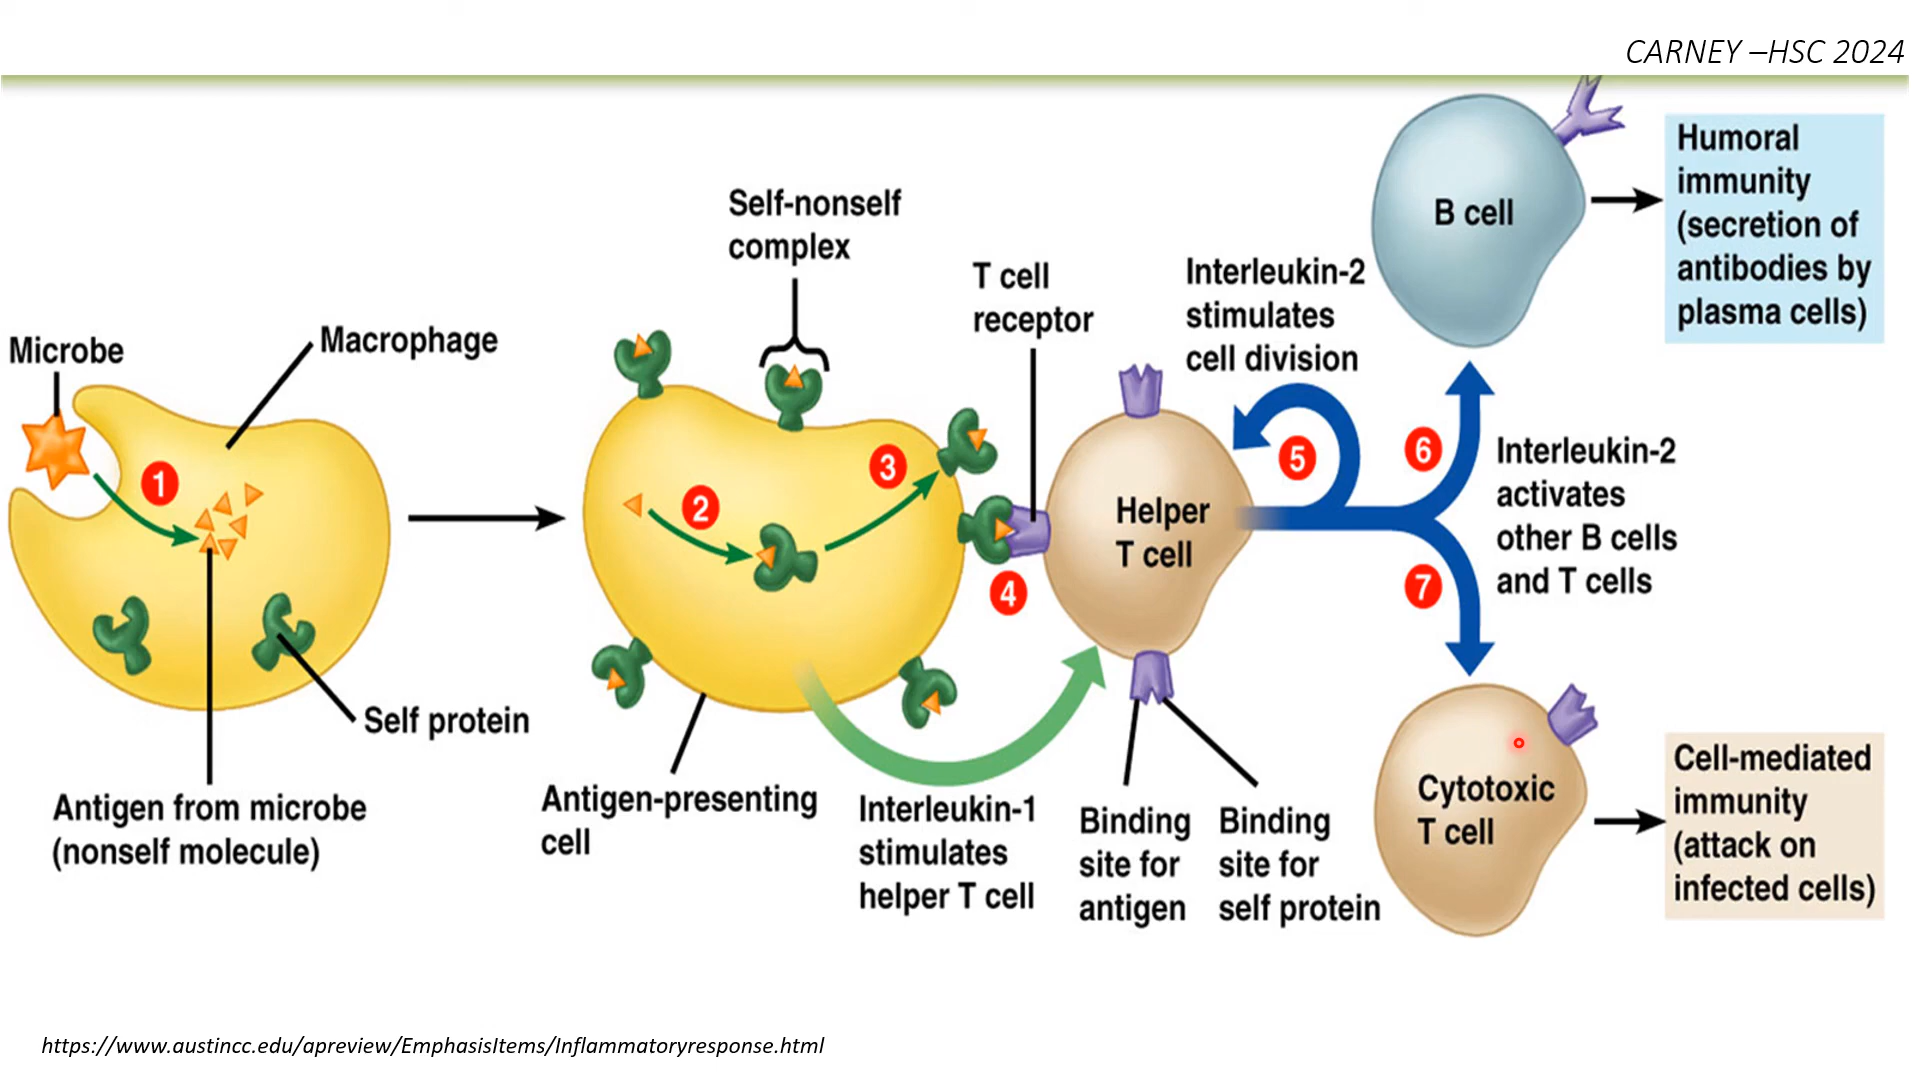 CARNEY –HSC 2024
Microbe
Macrophage
1
Antigen from microbe
(nonself molecule)
Self protein
Self-nonself
complex
2
3
Antigen-presenting
cell
T cell
receptor
4
Interleukin-1
stimulates
helper T cell
Helper
T cell
Binding
site for
antigen
Binding
site for
self protein
Interleukin-2
stimulates
cell division
5
6
7
Interleukin-2
activates
other B cells
and T cells
B cell
Humoral
immunity
(secretion of
antibodies by
plasma cells)
Cytotoxic
T cell
Cell-mediated
immunity
(attack on
infected cells)
https://www.austincc.edu/apreview/EmphasisItems/Inflammatoryresponse.html